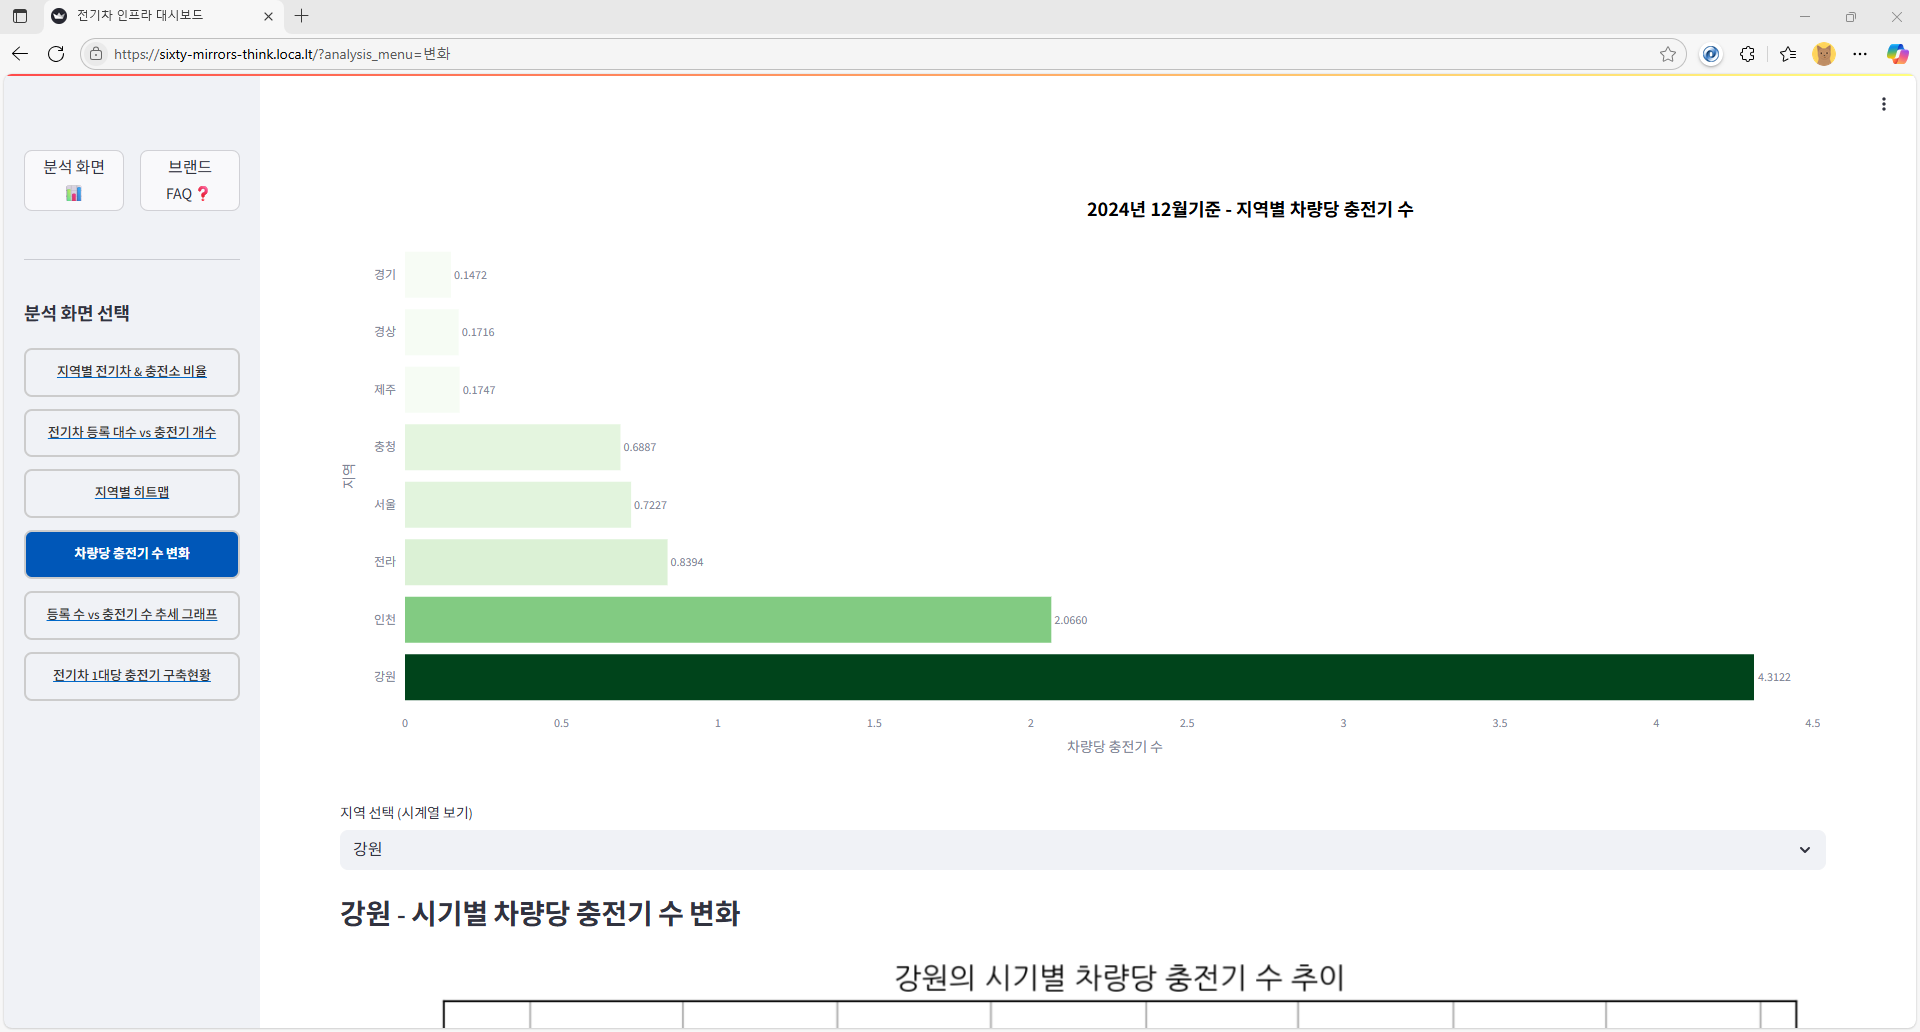 전기차 인프라 대시보드
https://sixty-mirrors-think.loca.lt/?analysis_menu=변화
분석 화면
브랜드
FAQ
분석 화면 선택
지역별 전기차 & 충전소 비율
전기차 등록 대수 vs 충전기 개수
지역별 히트맵
차량당 충전기 수 변화
등록 수 vs 충전기 수 추세 그래프
전기차 1대당 충전기 구축현황
2024년 12월기준 - 지역별 차량당 충전기 수
지역
경기 0.1472
경상 0.1716
제주 0.1747
충청 0.6887
서울 0.7227
전라 0.8394
인천 2.0660
강원 4.3122
0 0.5 1 1.5 2 2.5 3 3.5 4 4.5
차량당 충전기 수
지역 선택 (시계열 보기)
강원
강원 - 시기별 차량당 충전기 수 변화
강원의 시기별 차량당 충전기 수 추이